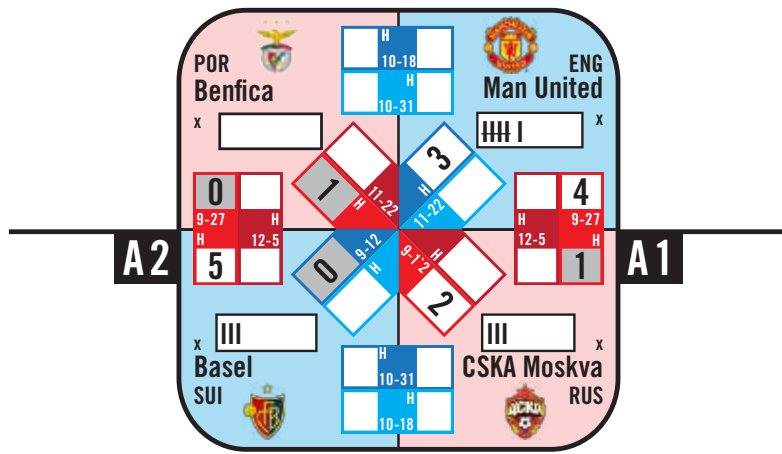 H
10-18
H
10-31
POR
Benfica
x
ENG
Man United
卌 I
x
1
11-22
H
3
H
11-22
0
9-27
H
5
H
12-5
4
9-27
H
1
H
12-5
A2
A1
0
9-12
H
H
9-1`2
2
III
x
Basel
SUI
III
x
CSKA Moskva
RUS
H
10-31
H
10-18